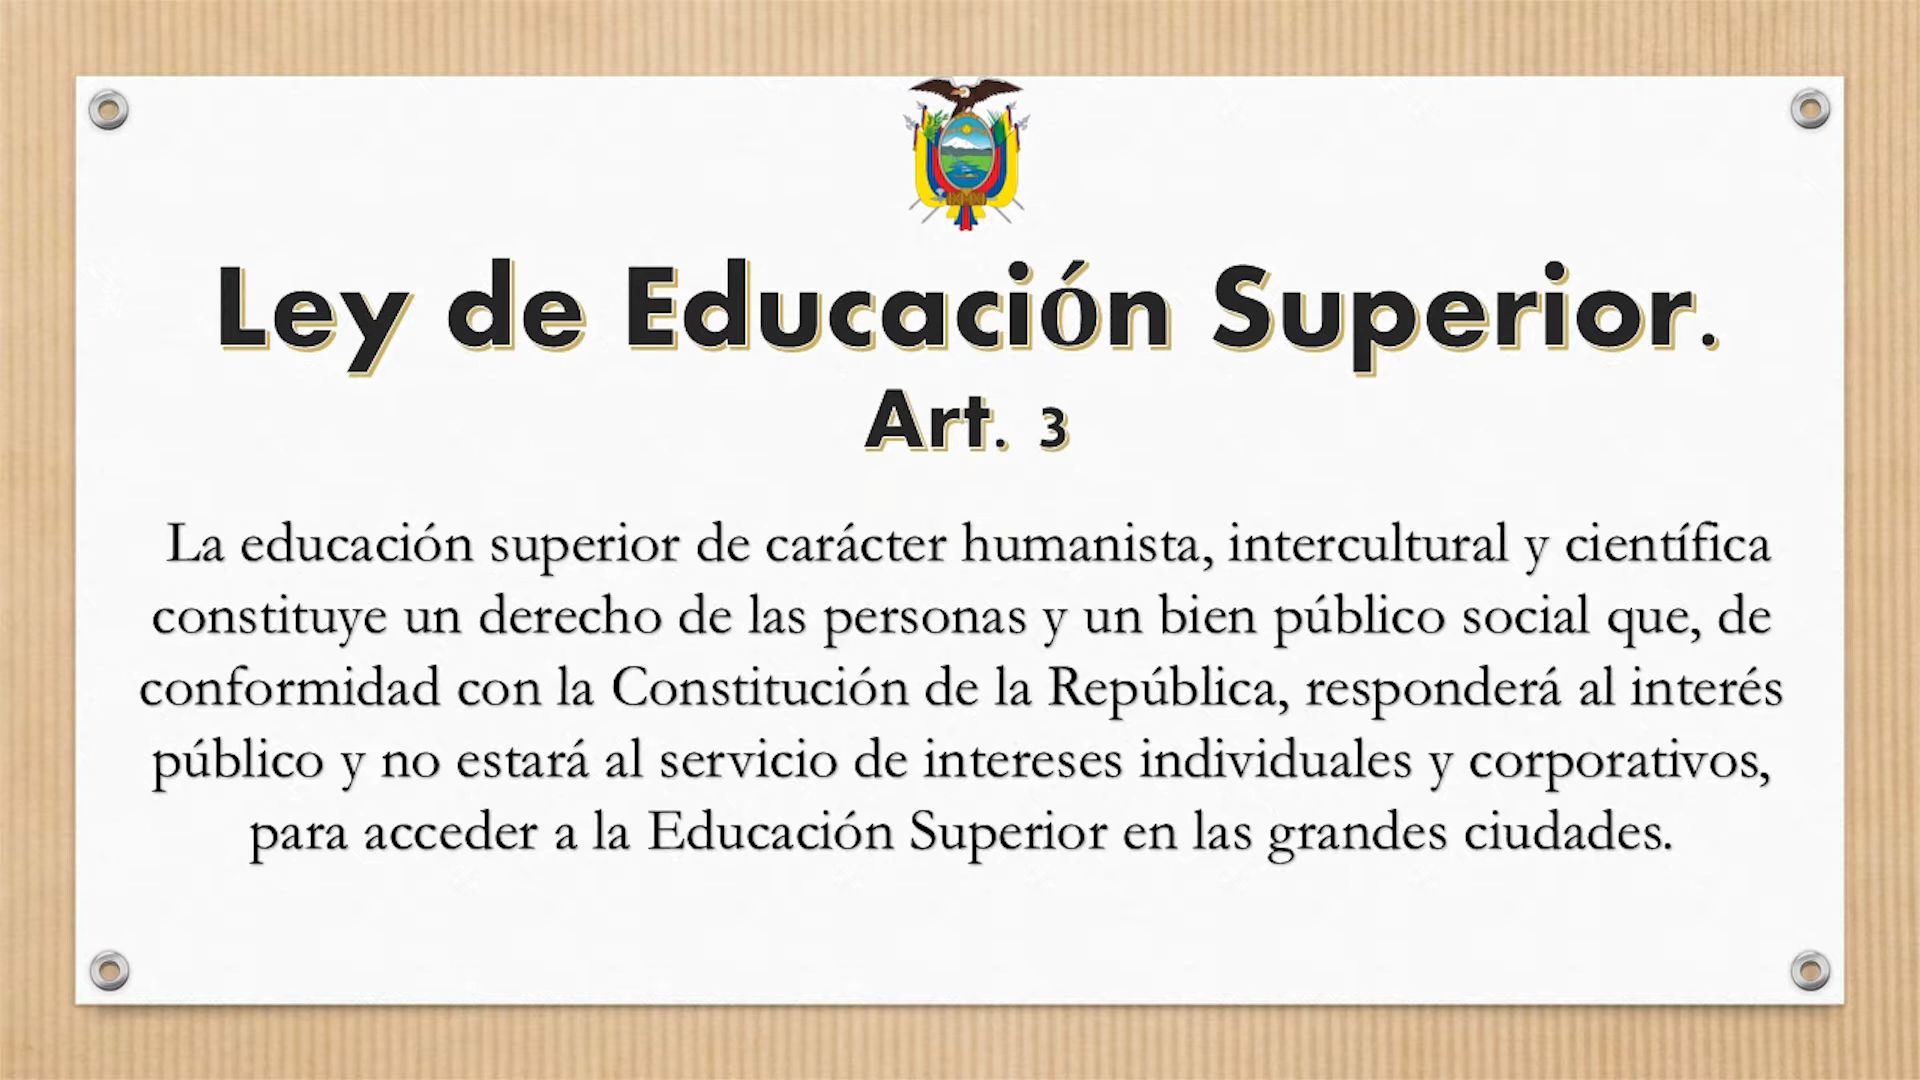 Ley de Educación Superior.
Art. 3
La educación superior de carácter humanista, intercultural y científica
constituye un derecho de las personas y un bien público social que, de
conformidad con la Constitución de la República, responderá al interés
público y no estará al servicio de intereses individuales y corporativos,
para acceder a la Educación Superior en las grandes ciudades.